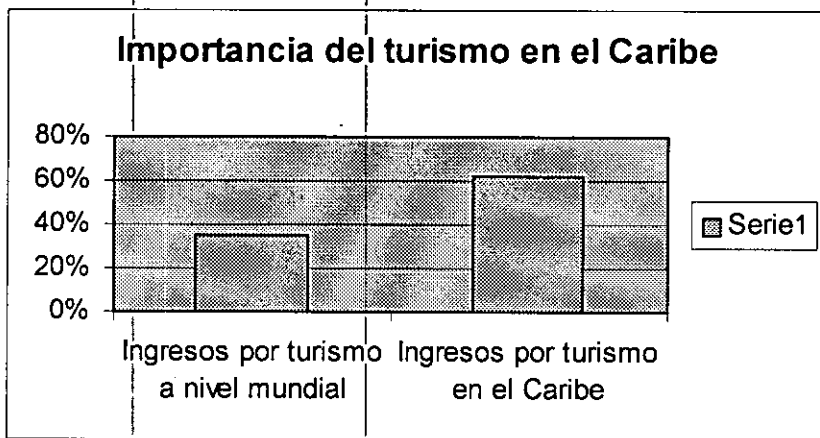 Importancia del turismo en el Caribe
80%
60%
40%
20%
0%
Serie1
Ingresos por turismo
a nivel mundial
Ingresos por turismo
en el Caribe